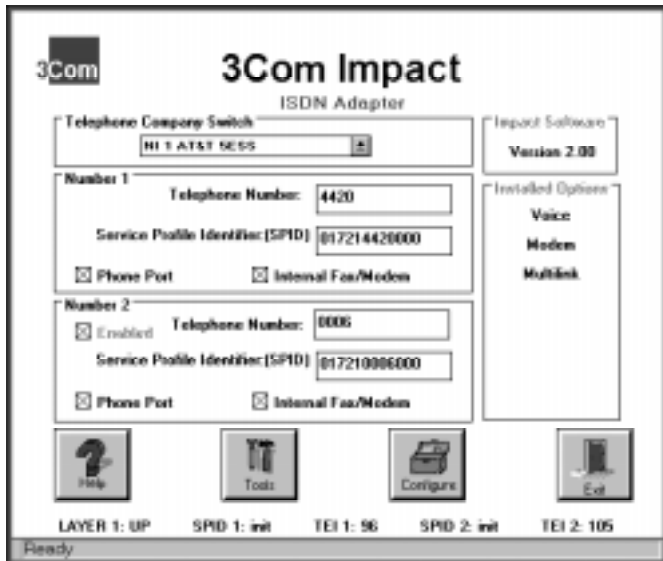 3Com
3Com Impact
ISDN Adapter
Telephone Company Switch
NI 1 AT&T 5ESS
Impact Software
Version 2.00
Number 1
Telephone Number: 4420
Service Profile Identifier:(SPID) 017214420000
Phone Port Internal Fax/Modem
Installed Options
Voice
Modem
Multilink
Number 2
Enabled Telephone Number: 0006
Service Profile Identifier:(SPID) 017210006000
Phone Port Internal Fax/Modem
Help Tools Configure Exit
LAYER 1: UP SPID 1: init TEI 1: 96 SPID 2: init TEI 2: 105
Ready